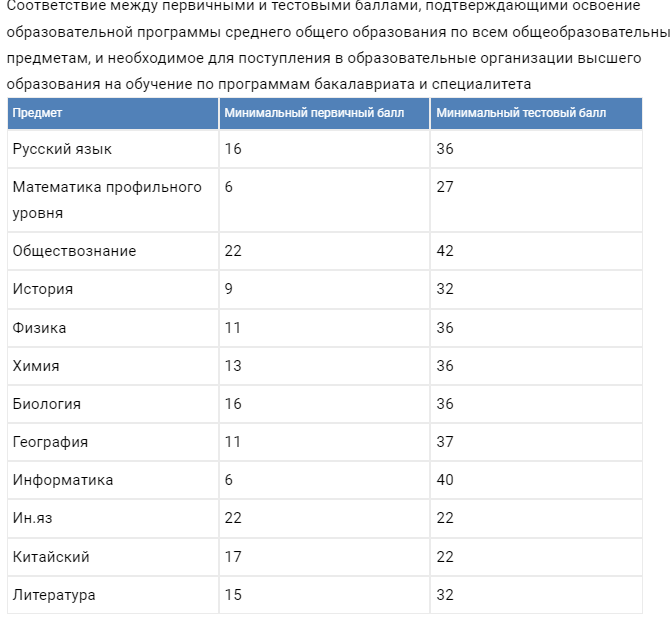 Соответствие между первичными и тестовыми баллами, подтверждающими освоение
образовательной программы среднего общего образования по всем общеобразовательны
предметам, и необходимое для поступления в образовательные организации высшего
образования на обучение по программам бакалавриата и специалитета
Предмет Минимальный первичный балл Минимальный тестовый балл
Русский язык 16 36
Математика профильного 6 27
уровня
Обществознание 22 42
История 9 32
Физика 11 36
Химия 13 36
Биология 16 36
География 11 37
Информатика 6 40
Ин.яз 22 22
Китайский 17 22
Литература 15 32